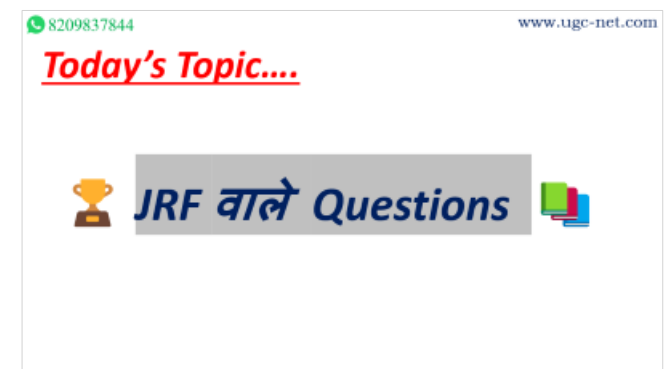 8209837844
www.ugc-net.com
Today's Topic....
JRF वाले Questions